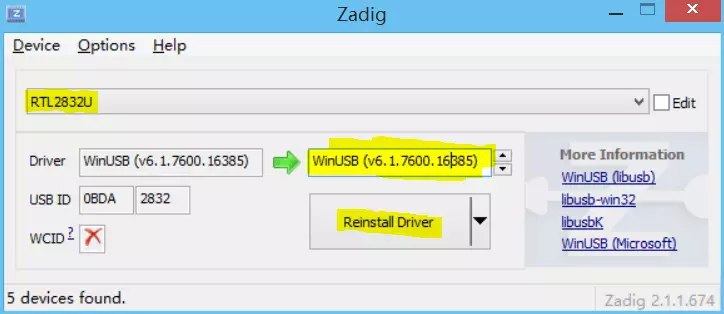 Zadig
Device Options Help
RTL2832U Edit
Driver WinUSB (v6.1.7600.16385) WinUSB (v6.1.7600.16385)
USB ID 0BDA 2832
WCID ?
Reinstall Driver
More Information
WinUSB (libusb)
libusb-win32
libusbK
WinUSB (Microsoft)
5 devices found. Zadig 2.1.1.674